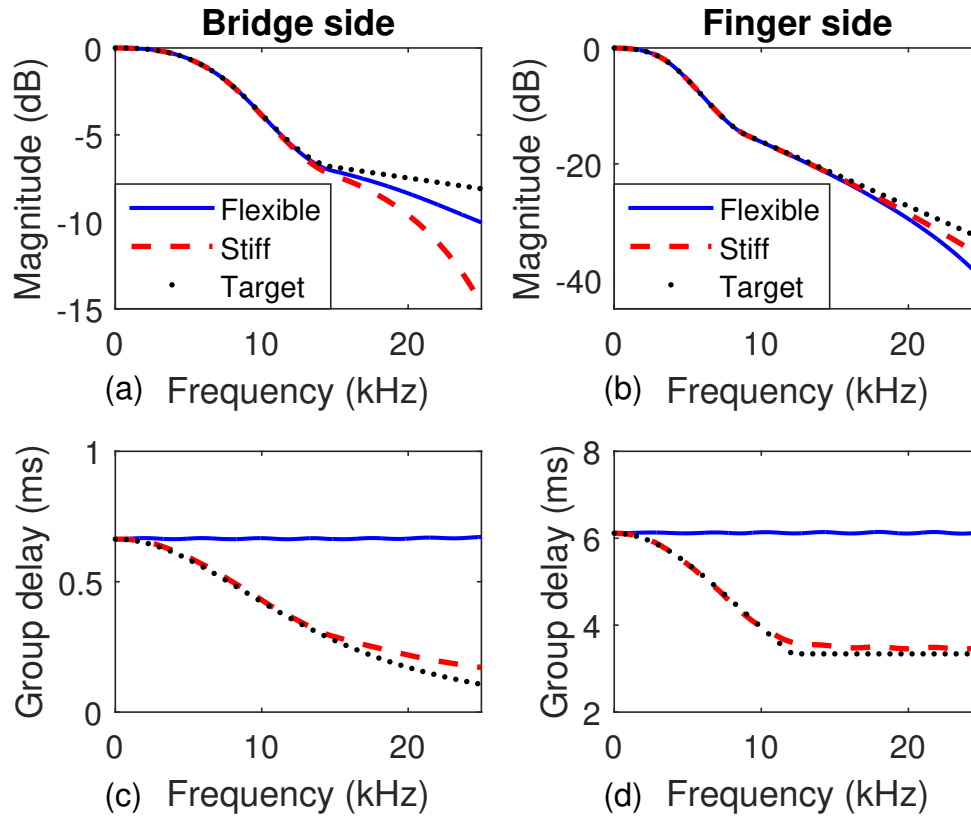 Bridge side
Finger side
Magnitude (dB)
0
-5
-10
-15
Flexible
Stiff
Target
0
10
20
(a)
Frequency (kHz)
Magnitude (dB)
0
-20
-40
Flexible
Stiff
Target
0
10
20
(b)
Frequency (kHz)
Group delay (ms)
1
0.5
0
0
10
20
(c)
Frequency (kHz)
Group delay (ms)
8
6
4
2
0
10
20
(d)
Frequency (kHz)